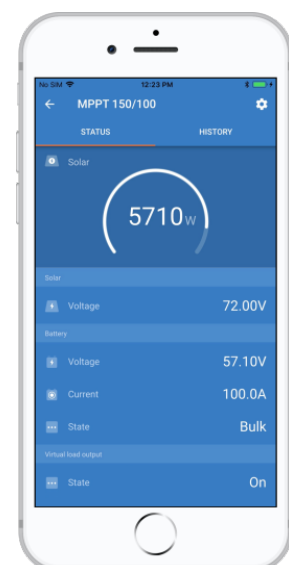 No SIM 12:23 PM
MPPT 150/100
STATUS HISTORY
Solar
5710w
Solar
Voltage 72.00V
Battery
Voltage 57.10V
Current 100.0A
State Bulk
Virtual load output
State On